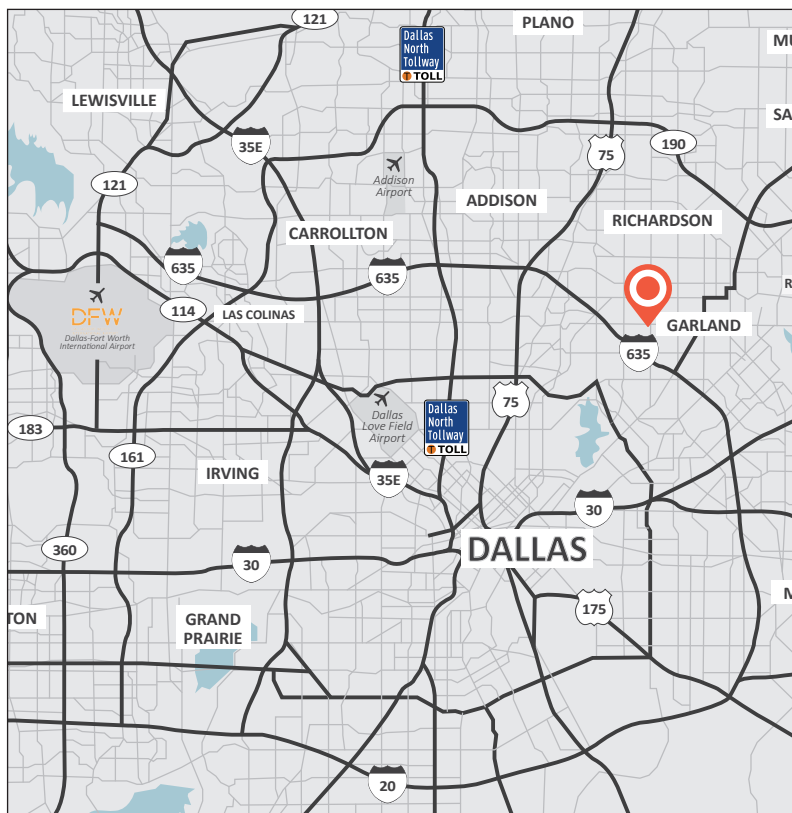 121
PLANO
Dallas
North
Tollway
T TOLL
MU
LEWISVILLE
SA
35E
75
190
Addison
Airport
121
ADDISON
RICHARDSON
CARROLLTON
635
635
R
DFW
Dallas-Fort Worth
International Airport
114
LAS COLINAS
GARLAND
635
75
Dallas
Love Field
Airport
Dallas
North
Tollway
T TOLL
183
161
IRVING
35E
30
360
30
DALLAS
TON
GRAND
PRAIRIE
175
M
20